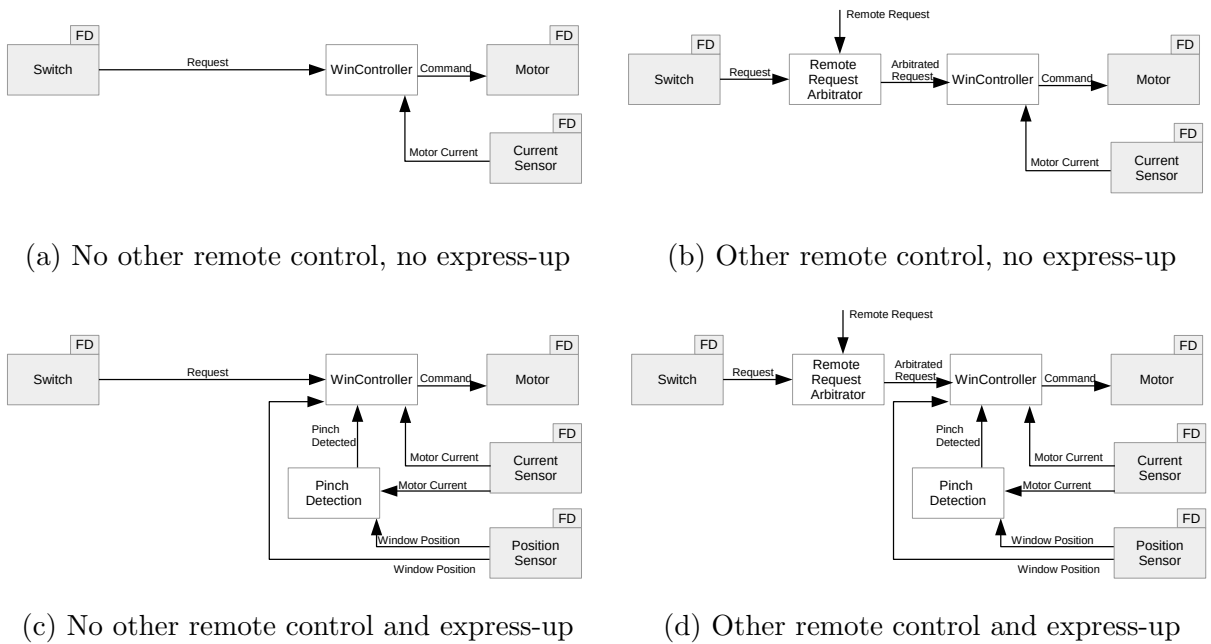 FD
Switch
Request
WinController
Command
FD
Motor
Motor Current
FD
Current
Sensor
(a) No other remote control, no express-up
Remote Request
FD
Switch
Request
Remote
Request
Arbitrator
Arbitrated
Request
WinController
Command
FD
Motor
Motor Current
FD
Current
Sensor
(b) Other remote control, no express-up
FD
Switch
Request
WinController
Command
FD
Motor
Pinch
Detected
Motor Current
FD
Current
Sensor
Pinch
Detection
Motor Current
Window Position
FD
Position
Sensor
Window Position
(c) No other remote control and express-up
Remote Request
FD
Switch
Request
Remote
Request
Arbitrator
Arbitrated
Request
WinController
Command
FD
Motor
Pinch
Detected
Motor Current
FD
Current
Sensor
Pinch
Detection
Motor Current
Window Position
FD
Position
Sensor
Window Position
(d) Other remote control and express-up